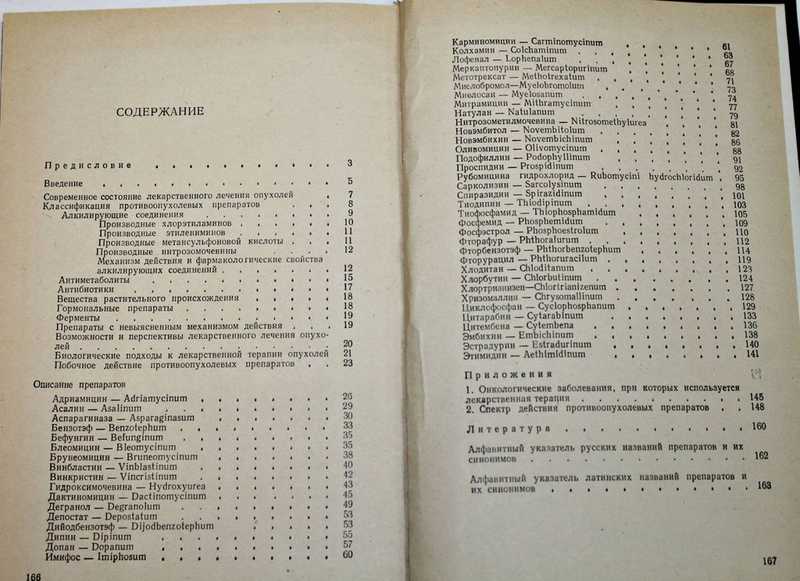 СОДЕРЖАНИЕ
Предисловие . . . . . . . . . . 3
Введение . . . . . . . . . . . . 5
Современное состояние лекарственного лечения опухолей . 7
Классификация противоопухолевых препаратов . . . 8
Алкилирующие соединения . . . . . . 9
Производные хлорэтиламинов . . . . . 10
Производные этилениминов . . . . . . 11
Производные метансульфоновой кислоты . . . 11
Производные нитрозомочевины . . . . . 12
Механизм действия и фармакологические свойства
алкилирующих соединений . . . . . . 12
Антиметаболиты . . . . . . . . . 15
Антибиотики . . . . . . . . . . 17
Вещества растительного происхождения . . . . 18
Гормональные препараты . . . . . . . 18
Ферменты . . . . . . . . . . . 19
Препараты с невыясненным механизмом действия . . . 19
Возможности и перспективы лекарственного лечения опухо-
лей . . . . . . . . . . . . . 20
Биологические подходы к лекарственной терапии опухолей 21
Побочное действие противоопухолевых препаратов . . 23
Описание препаратов
Адриамицин — Adriamycinum . . . . . . . 26
Асалин — Asalinum . . . . . . . . 29
Аспарагиназа — Asparaginasum . . . . . . 30
Бензотэф — Benzotephum . . . . . . . . 33
Бефунгин — Befunginum . . . . . . . . 35
Блеомицин — Bleomycinum . . . . . . . 35
Брунеомицин — Bruneomycinum . . . . . . 38
Винбластин — Vinblastinum . . . . . . . 40
Винкристин — Vincristinum . . . . . . . 42
Гидроксимочевина — Hydroxyurea . . . . . . 43
Дактиномицин — Dactinomycinum . . . . . . 45
Дегранол — Degranolum . . . . . . . . 49
Депостат — Depostatum . . . . . . . . 53
Дийодбензотэф — Dijodbenzotephum . . . . . 53
Дипин — Dipinum . . . . . . . . . 55
Допан — Dopanum . . . . . . . . . 57
Имифос — Imiphosum . . . . . . . . . 60
166
Карминомицин — Carminomycinum . . . . . . 61
Колхамин — Colchaminum . . . . . . . . 63
Лофенал — Lophenalum . . . . . . . . 67
Меркаптопурин — Mercaptopurinum . . . . . . 68
Метотрексат — Methotrexatum . . . . . . . 71
Миелобромол—Myelobromolum . . . . . . . 73
Миелосан — Myelosanum . . . . . . . . 74
Митрамицин — Mithramycinum . . . . . . . 77
Натулан — Natulanum . . . . . . . . 79
Нитрозометилмочевина — Nitrosomethylurea . . . . 81
Новэмбитол — Novembitolum . . . . . . . 82
Новэмбихин — Novembichinum . . . . . . . 86
Оливомицин — Olivomycinum . . . . . . . 88
Подофиллин — Podophyllinum . . . . . . . 91
Проспидин — Prospidinum . . . . . . . . 92
Рубомицина гидрохлорид — Rubomycini hydrochloridum . 95
Сарколизин — Sarcolysinum . . . . . . . 98
Спиразидин — Spirazidinum . . . . . . . 101
Тиодипин — Thiodipinum . . . . . . . . 103
Тиофосфамид — Thiophosphamidum . . . . . . 105
Фосфемид — Phosphemidum . . . . . . . 109
Фосфэстрол — Phosphoestrolum . . . . . . 110
Фторафур — Phthorafurum . . . . . . . . 112
Фторбензотэф — Phthorbenzotephum . . . . . 114
Фторурацил — Phthoruracilum . . . . . . . 119
Хлодитан — Chloditanum . . . . . . . . 123
Хлорбутин — Chlorbutinum . . . . . . . 124
Хлортрианизен—Chlortrianizenum . . . . . . 127
Хризомаллин — Chrysomallinum . . . . . . 128
Циклофосфан — Cyclophosphanum . . . . . . 129
Цитарабин — Cytarabinum . . . . . . . 133
Цитембена — Cytembena . . . . . . . . 136
Эмбихин — Embichinum . . . . . . . . 138
Эстрадурин — Estradurinum . . . . . . . 140
Этимидин — Aethimidinum . . . . . . . 141
Приложения
1. Онкологические заболевания, при которых используется
лекарственная терапия . . . . . . . . . 145
2. Спектр действия противоопухолевых препаратов . . 148
Литература . . . . . . . . . . . 160
Алфавитный указатель русских названий препаратов и их
синонимов . . . . . . . . . . . . 162
Алфавитный указатель латинских названий препаратов и
их синонимов . . . . . . . . . . . 163
167